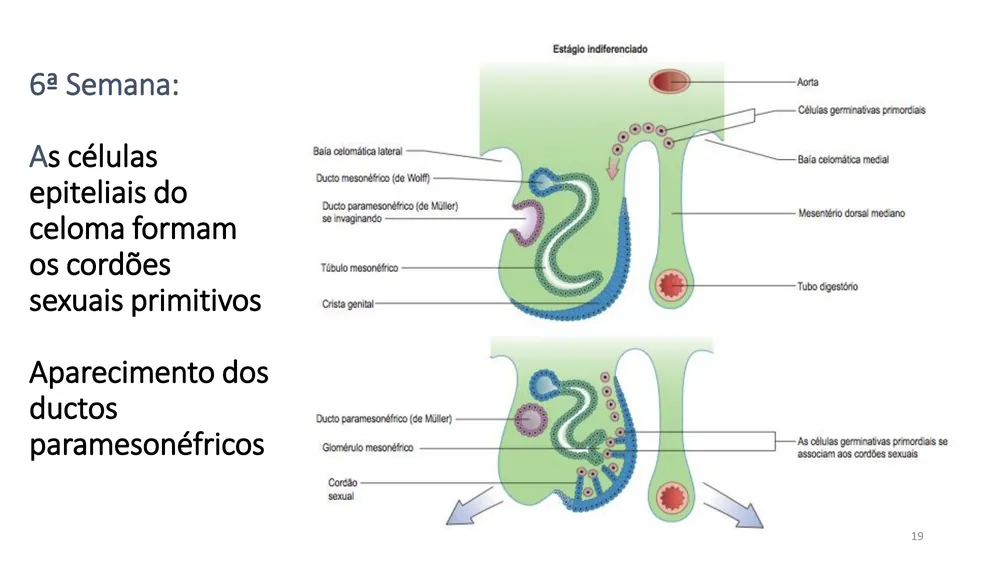 6ª Semana:
As células
epiteliais do
celoma formam
os cordões
sexuais primitivos
Aparecimento dos
ductos
paramesonéfricos
Estágio indiferenciado
Aorta
Células germinativas primordiais
Baía celomática lateral
Baía celomática medial
Ducto mesonéfrico (de Wolff)
Ducto paramesonéfrico (de Müller)
se invaginando
Mesentério dorsal mediano
Túbulo mesonéfrico
Tubo digestório
Crista genital
Ducto paramesonéfrico (de Müller)
Glomérulo mesonéfrico
As células germinativas primordiais se
associam aos cordões sexuais
Cordão
sexual
19